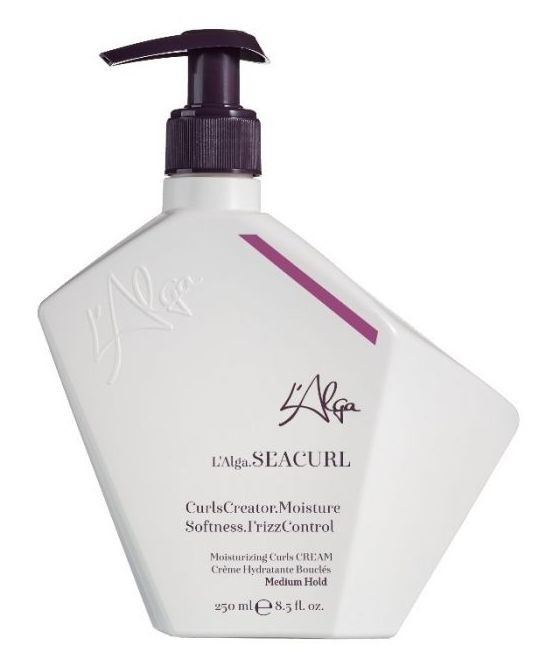 L'Alga
L'Alga
L'Alga.SEACURL
CurlsCreator.Moisture
Softness.FrizzControl
Moisturizing Curls CREAM
Crème Hydratante Bouclés
Medium Hold
250 ml e 8.5 fl. oz.